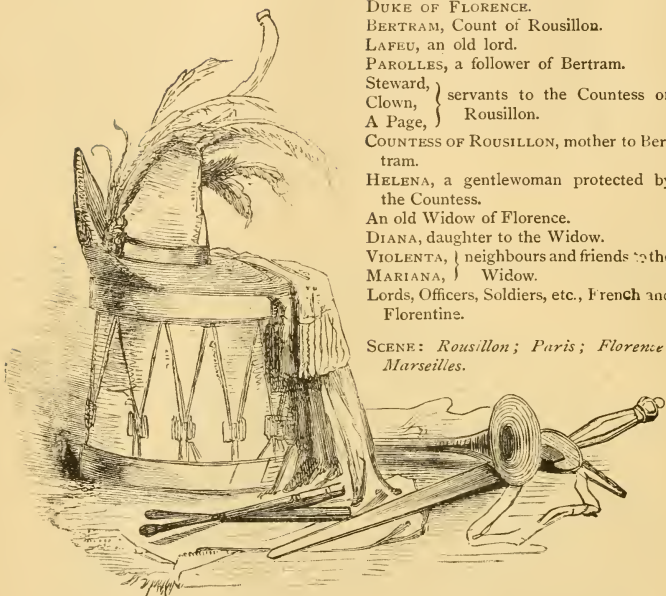 DUKE OF FLORENCE.
BERTRAM, Count of Rousillon.
LAFEU, an old lord.
PAROLLES, a follower of Bertram.
Steward,
Clown, } servants to the Countess of
A Page, } Rousillon.
COUNTESS OF ROUSILLON, mother to Ber
tram.
HELENA, a gentlewoman protected by
the Countess.
An old Widow of Florence.
DIANA, daughter to the Widow.
VIOLENTA, } neighbours and friends to the
MARIANA, } Widow.
Lords, Officers, Soldiers, etc., French and
Florentine.
SCENE: Rousillon; Paris; Florence
Marseilles.